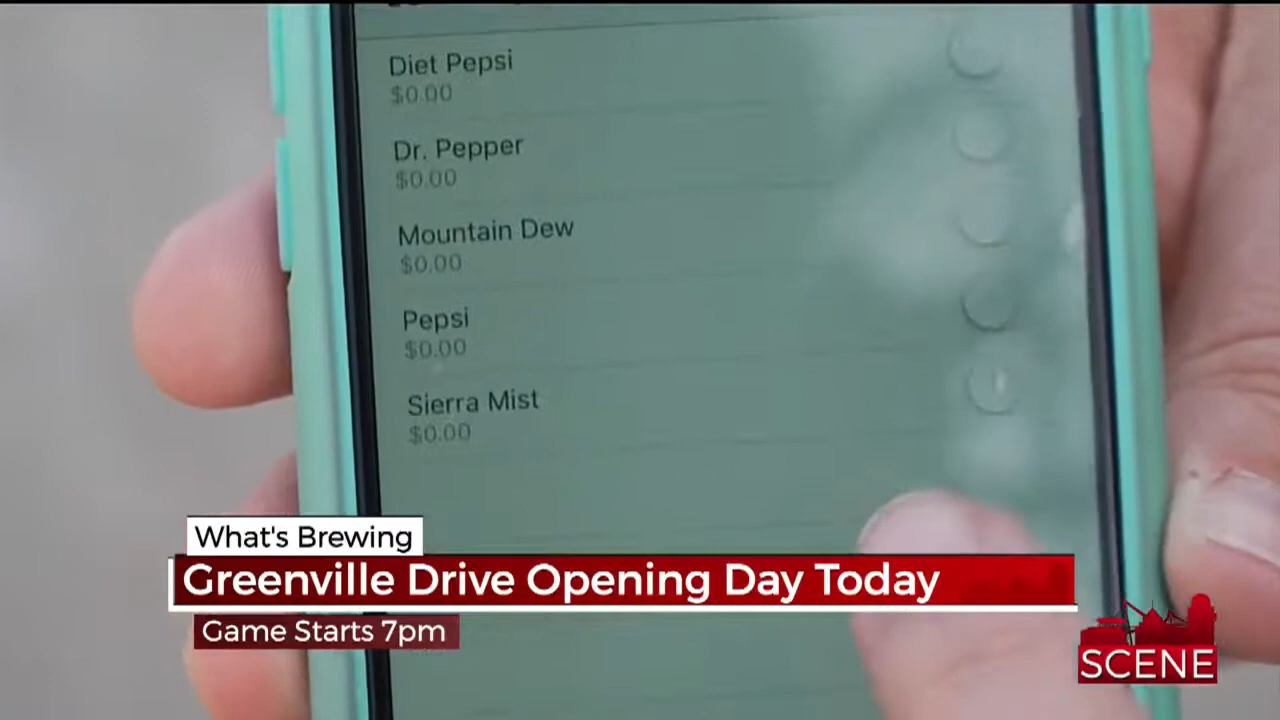 Diet Pepsi
$0.00
Dr. Pepper
$0.00
Mountain Dew
$0.00
Pepsi
$0.00
Sierra Mist
$0.00
What's Brewing
Greenville Drive Opening Day Today
Game Starts 7pm
SCENE